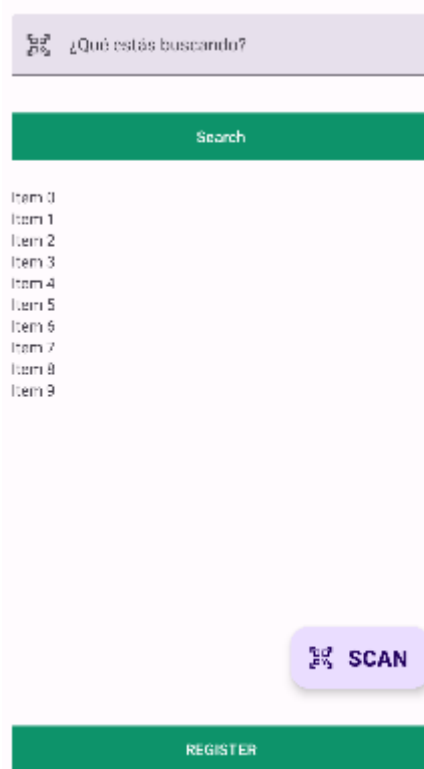 ¿Qué estás buscando?
Search
Item 0
Item 1
Item 2
Item 3
Item 4
Item 5
Item 6
Item 7
Item 8
Item 9
SCAN
REGISTER